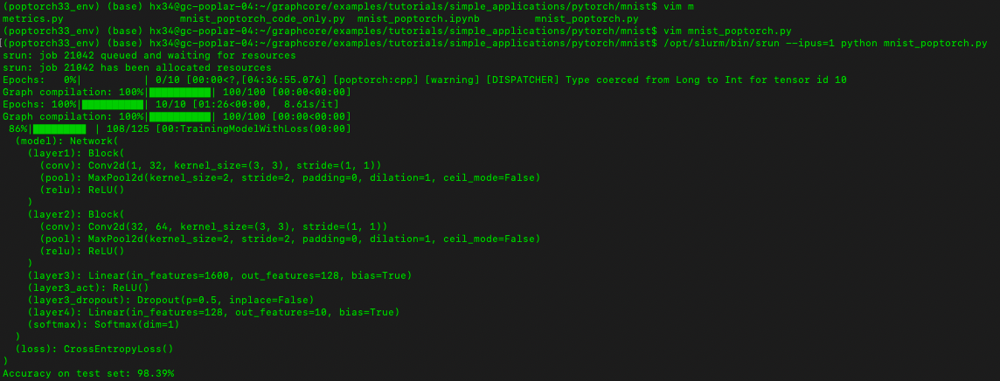 (poptorch33_env) (base) hx34@gc-poplar-04:~/graphcore/examples/tutorials/simple_applications/pytorch/mnist$ vim m
metrics.py                   mnist_poptorch_code_only.py  mnist_poptorch.ipynb         mnist_poptorch.py
(poptorch33_env) (base) hx34@gc-poplar-04:~/graphcore/examples/tutorials/simple_applications/pytorch/mnist$ vim mnist_poptorch.py
[(poptorch33_env) (base) hx34@gc-poplar-04:~/graphcore/examples/tutorials/simple_applications/pytorch/mnist$ /opt/slurm/bin/srun --ipus=1 python mnist_poptorch.py
srun: job 21042 queued and waiting for resources
srun: job 21042 has been allocated resources
Epochs:   0%|          | 0/10 [00:00<?,[04:36:55.076] [poptorch:cpp] [warning] [DISPATCHER] Type coerced from Long to Int for tensor id 10
Graph compilation: 100%|██████████| 100/100 [00:00<00:00]
Epochs: 100%|██████████| 10/10 [01:26<00:00,  8.61s/it]
Graph compilation: 100%|██████████| 100/100 [00:00<00:00]
 86%|████████▋ | 108/125 [00:TrainingModelWithLoss(00:00]
  (model): Network(
    (layer1): Block(
      (conv): Conv2d(1, 32, kernel_size=(3, 3), stride=(1, 1))
      (pool): MaxPool2d(kernel_size=2, stride=2, padding=0, dilation=1, ceil_mode=False)
      (relu): ReLU()
    )
    (layer2): Block(
      (conv): Conv2d(32, 64, kernel_size=(3, 3), stride=(1, 1))
      (pool): MaxPool2d(kernel_size=2, stride=2, padding=0, dilation=1, ceil_mode=False)
      (relu): ReLU()
    )
    (layer3): Linear(in_features=1600, out_features=128, bias=True)
    (layer3_act): ReLU()
    (layer3_dropout): Dropout(p=0.5, inplace=False)
    (layer4): Linear(in_features=128, out_features=10, bias=True)
    (softmax): Softmax(dim=1)
  )
  (loss): CrossEntropyLoss()
)
Accuracy on test set: 98.39%